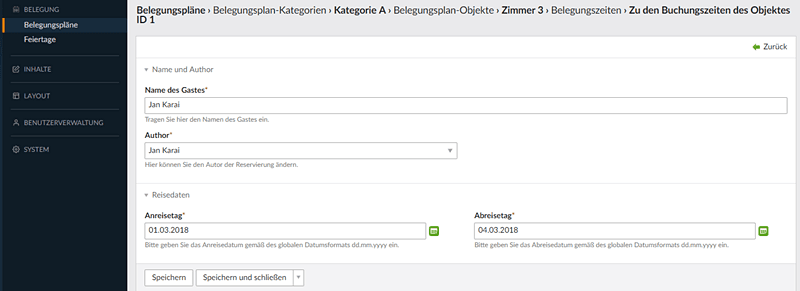 BELEGUNG
Belegungspläne
Feiertage
INHALTE
LAYOUT
BENUTZERVERWALTUNG
SYSTEM
Belegungspläne › Belegungsplan-Kategorien › Kategorie A › Belegungsplan-Objekte › Zimmer 3 › Belegungszeiten › Zu den Buchungszeiten des Objektes
ID 1
Zurück
Name und Author
Name des Gastes*
Jan Karai
Tragen Sie hier den Namen des Gastes ein.
Author*
Jan Karai
Hier können Sie den Autor der Reservierung ändern.
Reisedaten
Anreisetag* Abreisetag*
01.03.2018 04.03.2018
Bitte geben Sie das Anreisedatum gemäß des globalen Datumsformats dd.mm.yyyy ein. Bitte geben Sie das Abreisedatum gemäß des globalen Datumsformats dd.mm.yyyy ein.
Speichern Speichern und schließen